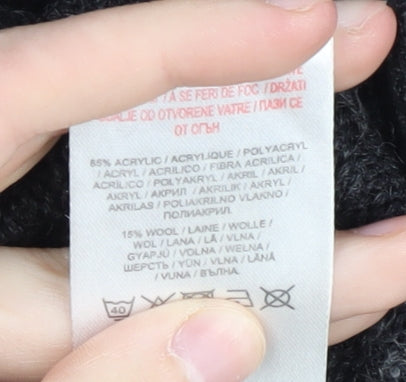 / A SE FERI DE FOC / DRŽATI
DALJE OD OTVORENE VATRE / ПАЗИ СЕ
ОТ ОГЪН
85% ACRYLIC / ACRYLIQUE / POLYACRYL
/ ACRYL / ACRILICO / FIBRA ACRILICA /
ACRÍLICO / POLYAKRYL / AKRIL / AKRIL /
AKRYL / АКРИЛ / AKRILIK / AKRYL /
AKRILAS / POLIAKRILNO VLAKNO /
ПОЛИАКРИЛ
15% WOOL / LAINE / WOLLE /
WOL / LANA / LÃ / VLNA /
GYAPJÚ / VOLNA / WEŁNA /
ШЕРСТЬ / YÜN / VLNA / LÂNĂ
/ VUNA / ВЪЛНА
40